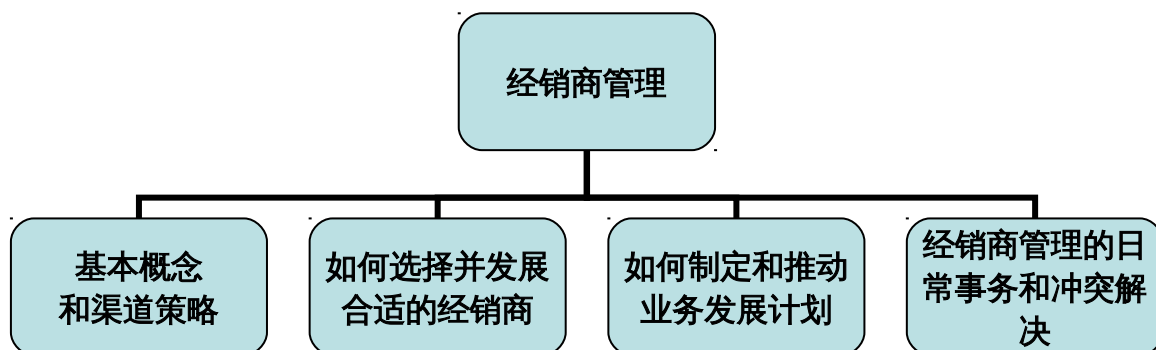 经销商管理
基本概念
和渠道策略
如何选择并发展
合适的经销商
如何制定和推动
业务发展计划
经销商管理的日
常事务和冲突解
决